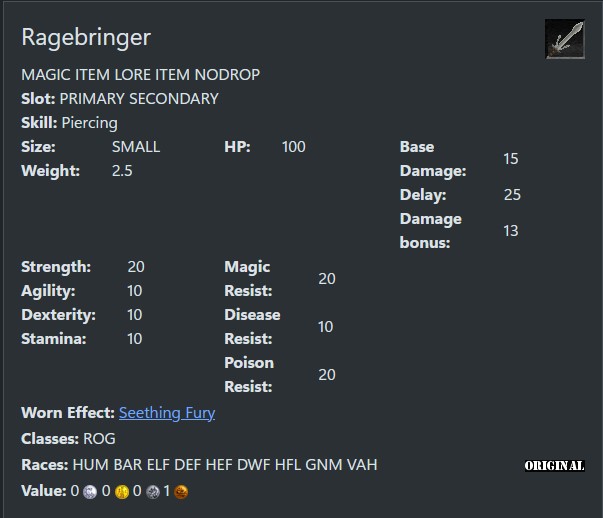 Ragebringer
MAGIC ITEM LORE ITEM NODROP
Slot: PRIMARY SECONDARY
Skill: Piercing
Size: SMALL HP: 100 Base Damage: 15
Weight: 2.5 Delay: 25
Damage bonus: 13
Strength: 20 Magic Resist: 20
Agility: 10
Dexterity: 10 Disease Resist: 10
Stamina: 10
Poison Resist: 20
Worn Effect: Seething Fury
Classes: ROG
Races: HUM BAR ELF DEF HEF DWF HFL GNM VAH
ORIGINAL
Value: 0 0 0 1